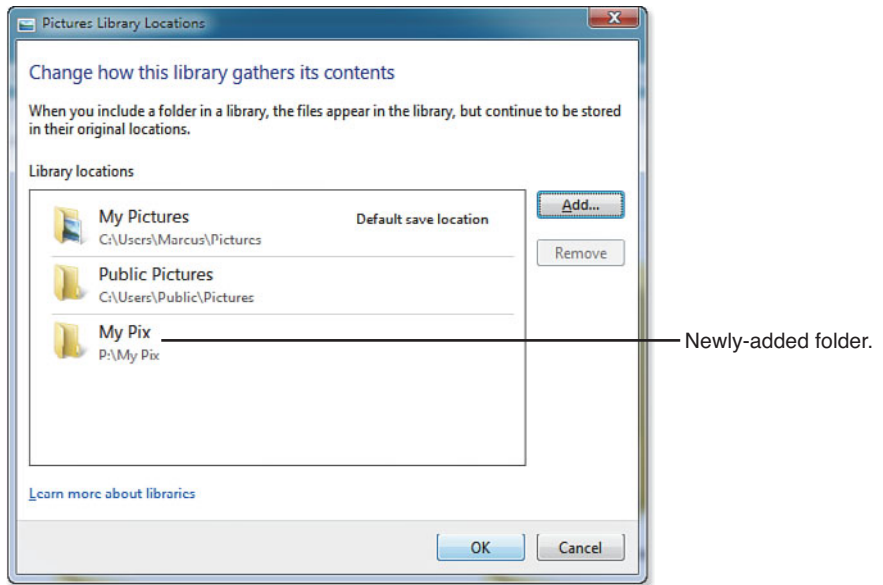 Pictures Library Locations
Change how this library gathers its contents
When you include a folder in a library, the files appear in the library, but continue to be stored
in their original locations.
Library locations
My Pictures
Default save location
C:\Users\Marcus\Pictures
Add...
Remove
Public Pictures
C:\Users\Public\Pictures
My Pix
P:\My Pix
Newly-added folder.
Learn more about libraries
OK
Cancel